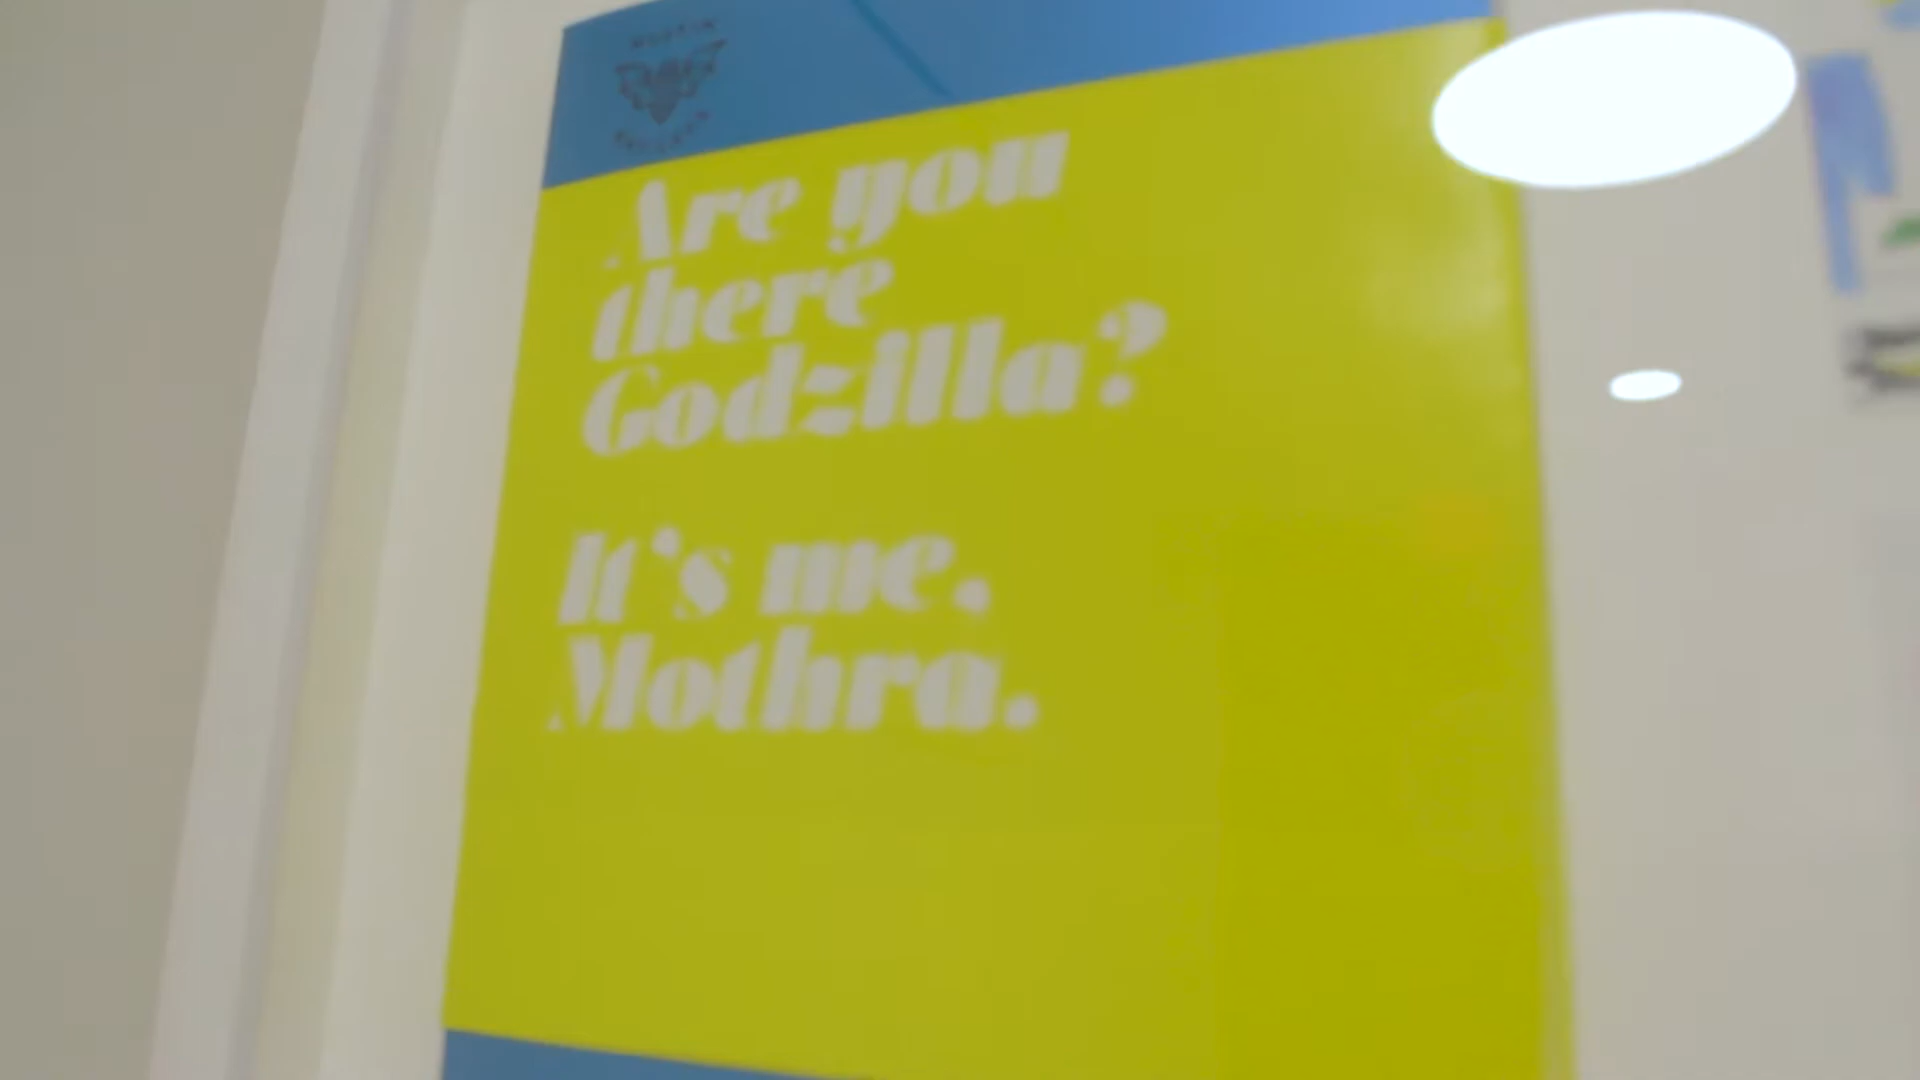 Are you
there
Godzilla?
It's me,
Mothra.